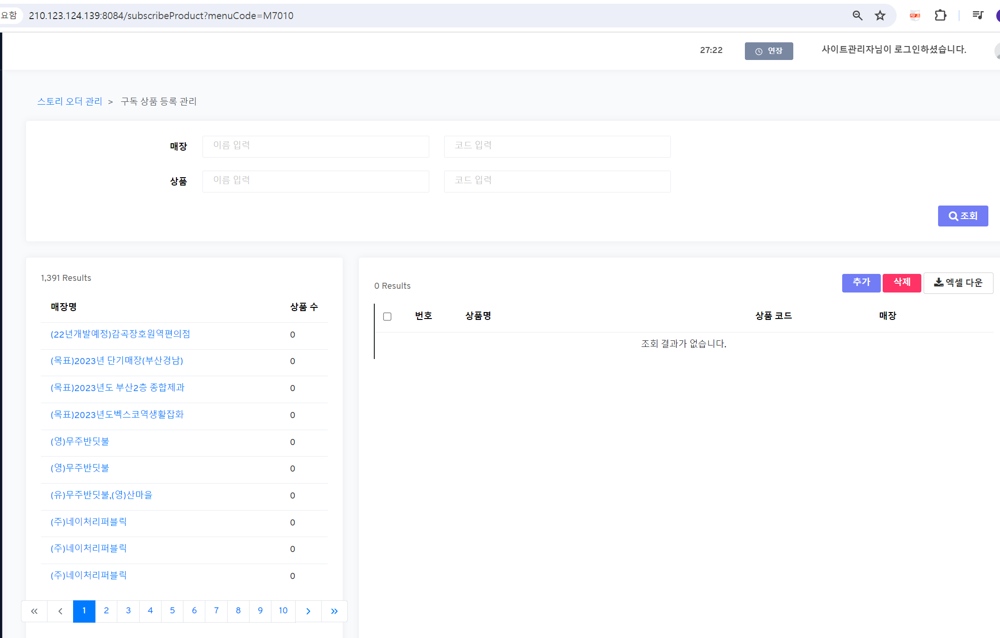 요함 210.123.124.139:8084/subscribeProduct?menuCode=M7010
PDF JS
27:22 연장 사이트관리자님이 로그인하셨습니다.
스토리 오더 관리 > 구독 상품 등록 관리
매장 이름 입력 코드 입력
상품 이름 입력 코드 입력
조회
1,391 Results
매장명 상품 수
(22년개발예정)감곡장호원역편의점 0
(목표)2023년 단기매장(부산경남) 0
(목표)2023년도 부산2층 종합제과 0
(목표)2023년도벡스코역생활잡화 0
(영)무주반딧불 0
(영)무주반딧불 0
(유)무주반딧불,(영)산마을 0
(주)네이처리퍼블릭 0
(주)네이처리퍼블릭 0
(주)네이처리퍼블릭 0
« ‹ 1 2 3 4 5 6 7 8 9 10 › »
0 Results 추가 삭제 엑셀 다운
번호 상품명 상품 코드 매장
조회 결과가 없습니다.